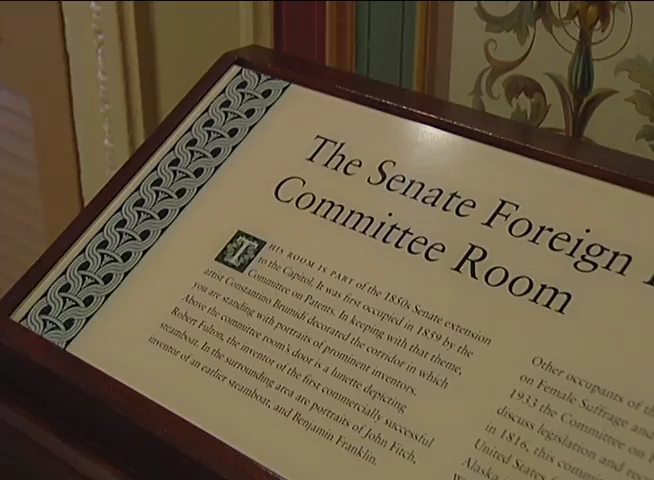 The Senate Foreign
Committee Room
THIS ROOM IS PART of the 1850s Senate extension
to the Capitol. It was first occupied in 1859 by the
Committee on Patents. In keeping with that theme,
artist Constantino Brumidi decorated the corridor in which
you are standing with portraits of prominent inventors.
Above the committee room's door is a lunette depicting
Robert Fulton, the inventor of the first commercially successful
steamboat. In the surrounding area are portraits of John Fitch,
inventor of an earlier steamboat, and Benjamin Franklin.
Other occupants of
on Female Suffrage and
1933 the Committee on
discuss legislation and
in 1816, this
United States
Alaska